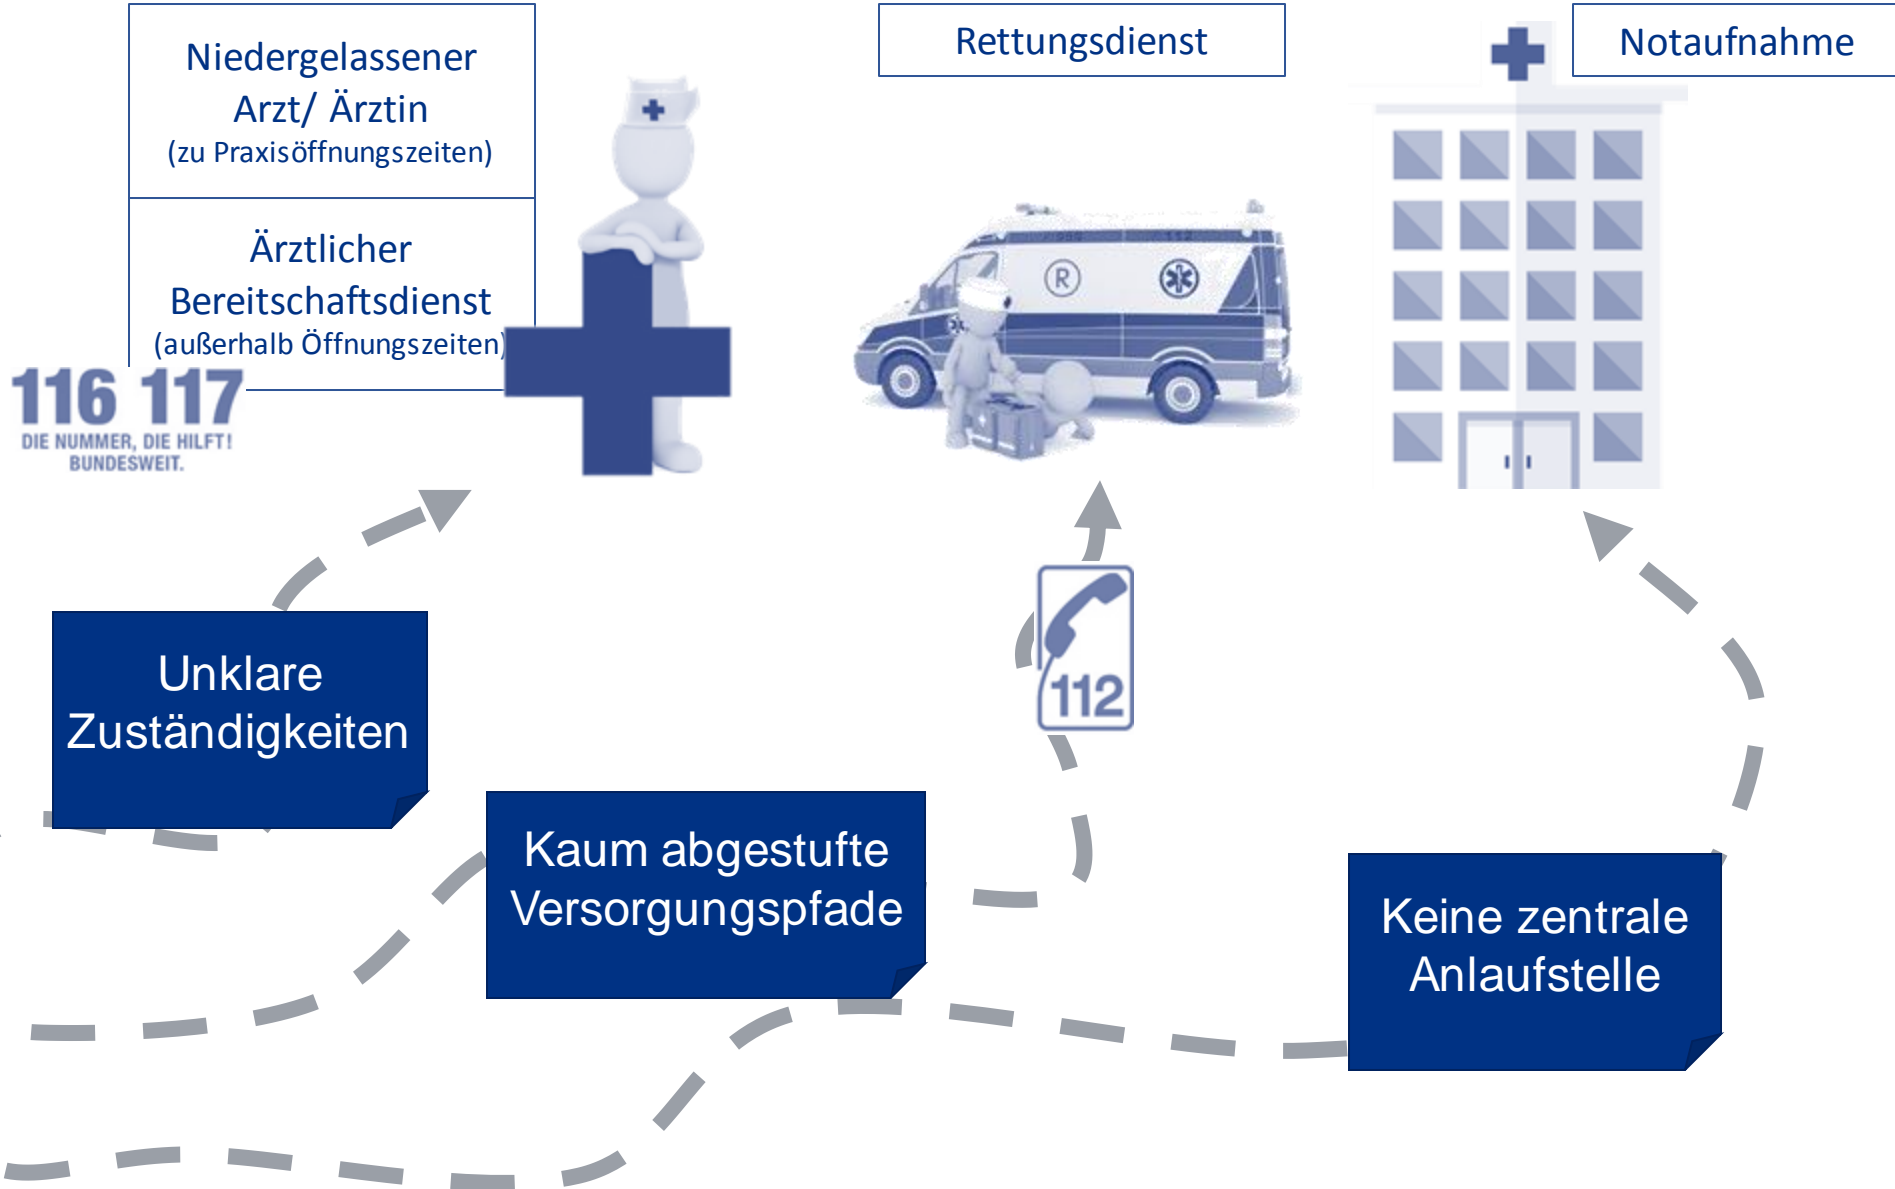 Niedergelassener
Arzt/ Ärztin
(zu Praxisöffnungszeiten)
Ärztlicher
Bereitschaftsdienst
(außerhalb Öffnungszeiten)
116 117
DIE NUMMER, DIE HILFT!
BUNDESWEIT.
Rettungsdienst
Notaufnahme
R
112
112
Unklare
Zuständigkeiten
Kaum abgestufte
Versorgungspfade
Keine zentrale
Anlaufstelle